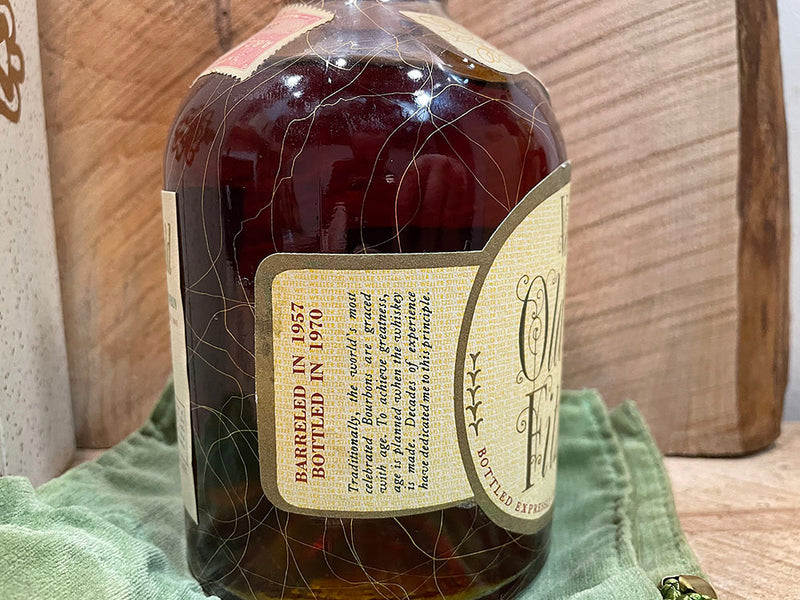 BARRELED IN 1957
BOTTLED IN 1970
Traditionally, the world's most
celebrated Bourbons are graced
with age. To achieve greatness,
age is planned when the whiskey
is made. Decades of experience
have dedicated me to this principle.
V
Old
Fi
BOTTLED EXPRESS